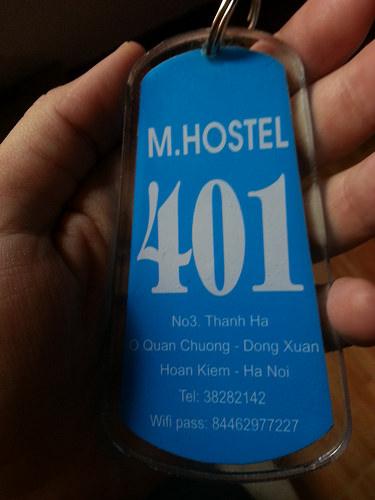 M.HOSTEL
401
No3. Thanh Ha
O Quan Chuong - Dong Xuan
Hoan Kiem - Ha Noi
Tel: 38282142
Wifi pass: 84462977227